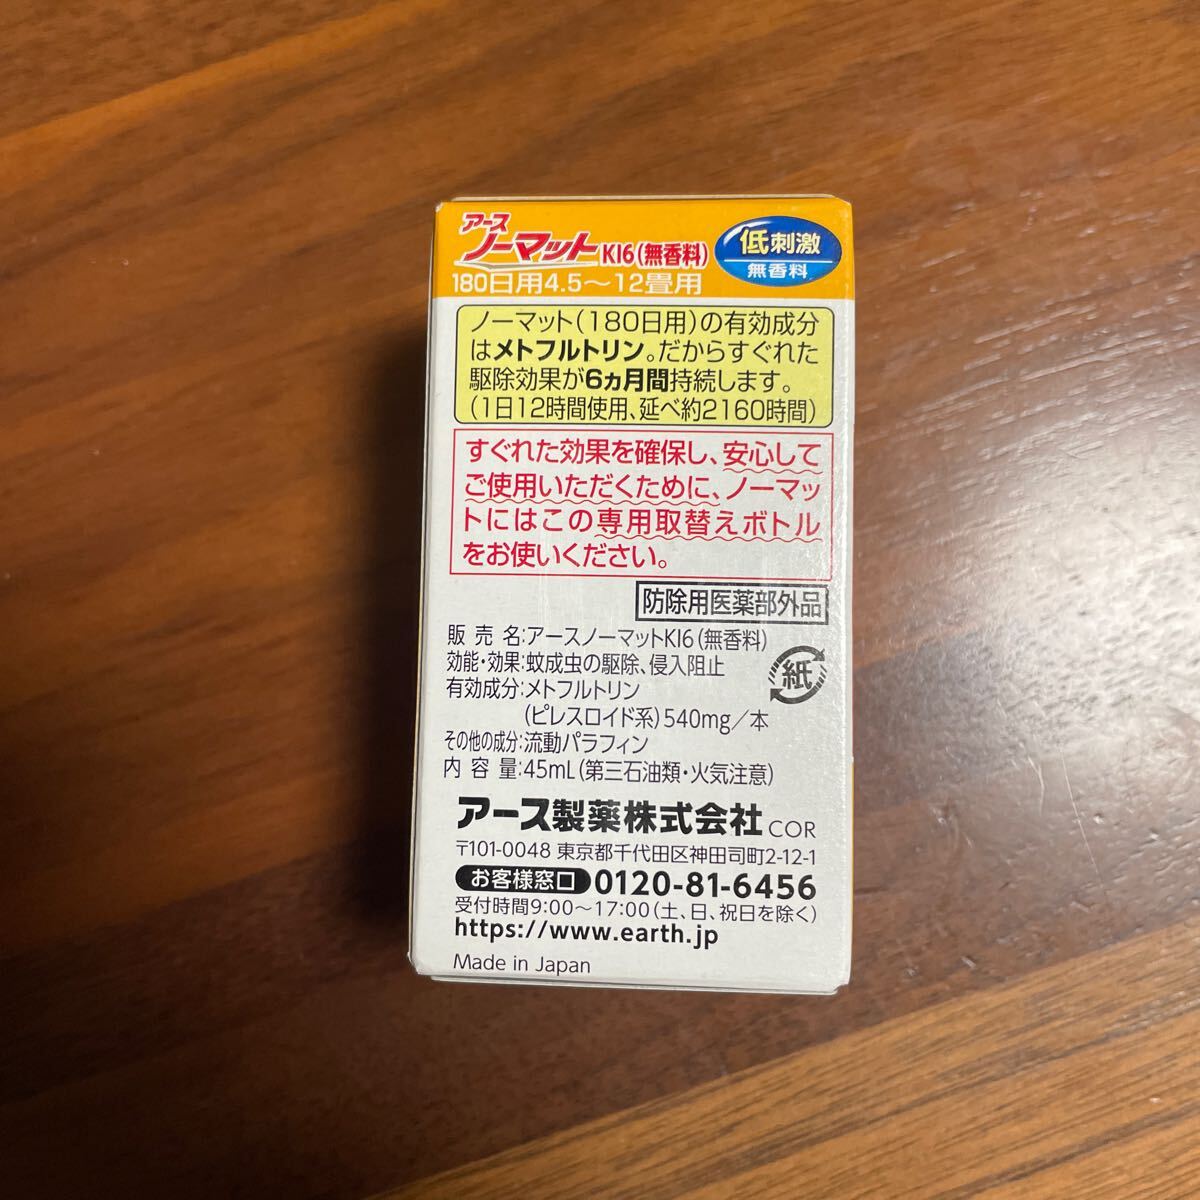 アース
ノーマットK16(無香料)
低刺激
無香料
180日用4.5〜12畳用
ノーマット(180日用)の有効成分
はメトフルトリン。だからすぐれた
駆除効果が6ヵ月間持続します。
(1日12時間使用、延べ約2160時間)
すぐれた効果を確保し、安心して
ご使用いただくために、ノーマッ
トにはこの専用取替えボトル
をお使いください。
防除用医薬部外品
販売名:アースノーマットK16(無香料)
効能・効果:蚊成虫の駆除、侵入阻止
有効成分:メトフルトリン
(ピレスロイド系)540mg/本
紙
その他の成分:流動パラフィン
内容量:45mL(第三石油類・火気注意)
アース製薬株式会社 COR
〒101-0048 東京都千代田区神田司町2-12-1
お客様窓口 0120-81-6456
受付時間9:00〜17:00(土、日、祝日を除く)
https://www.earth.jp
Made in Japan